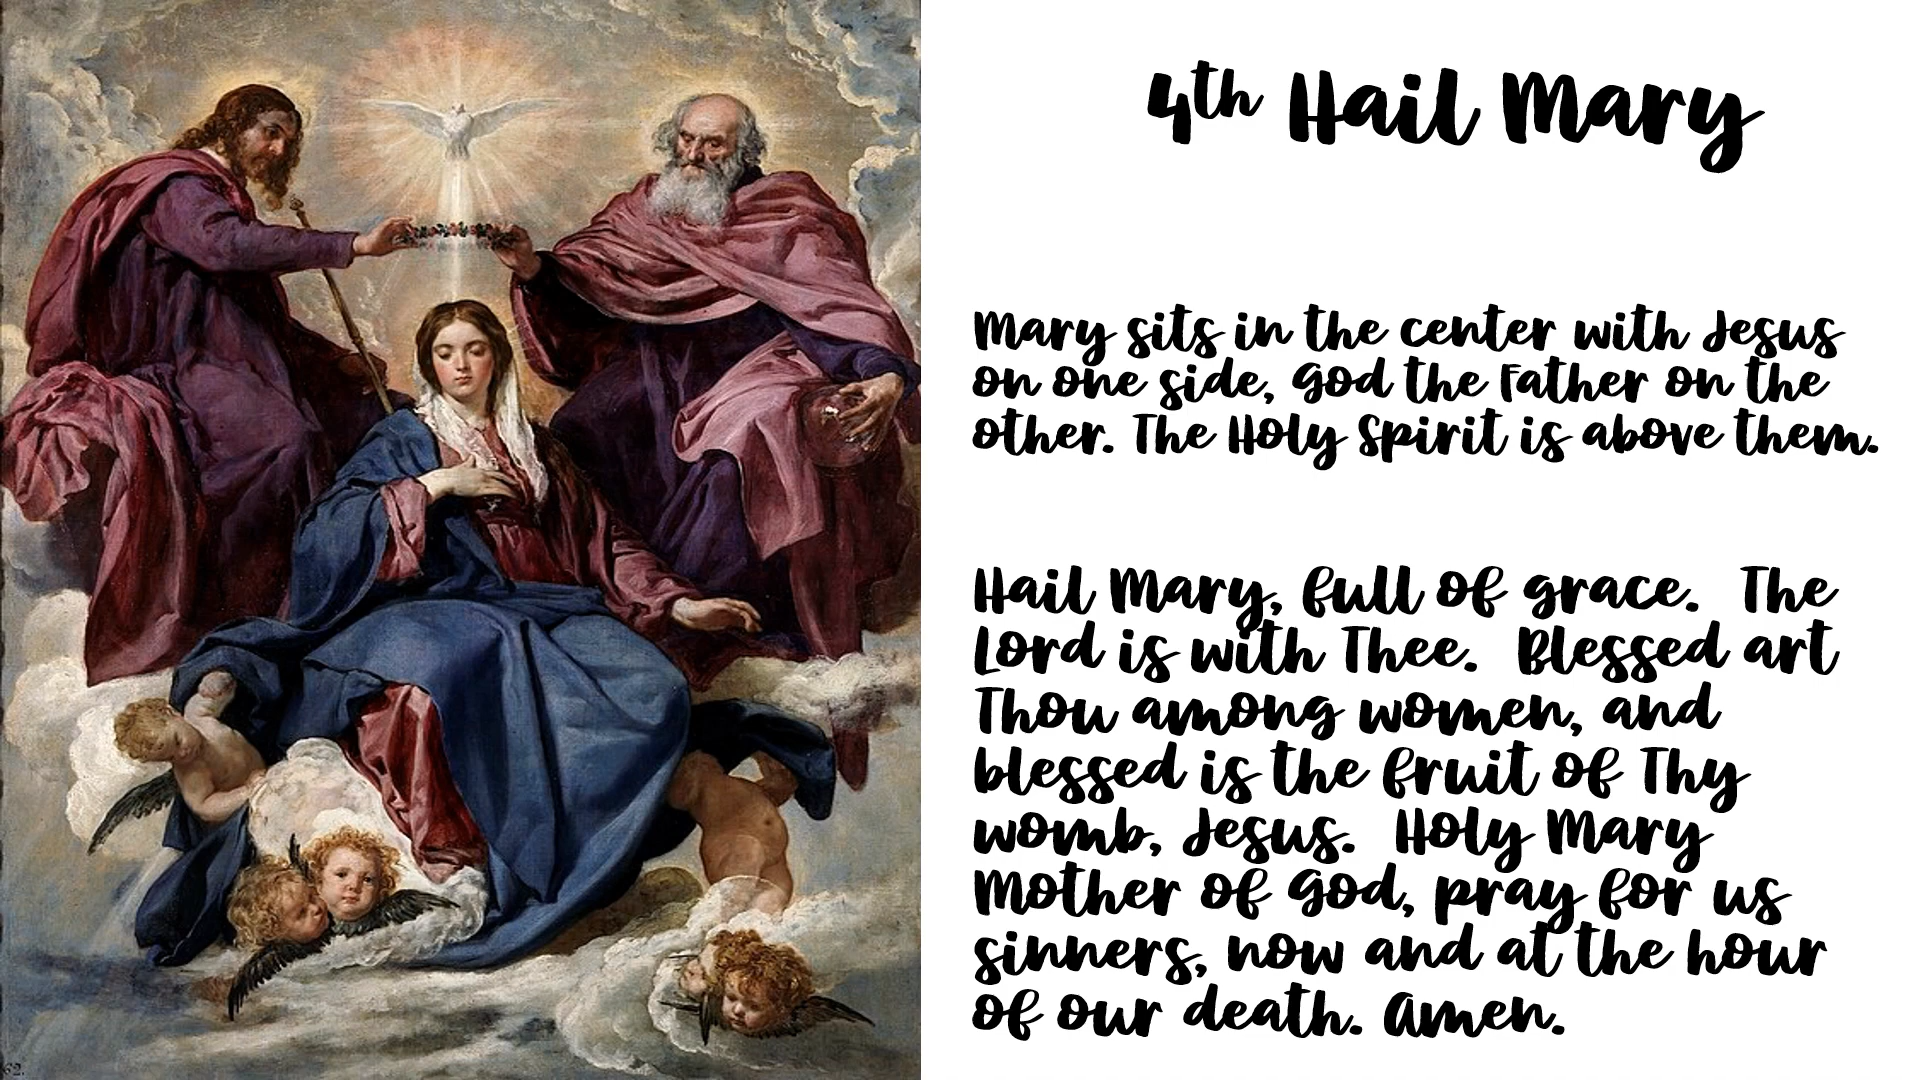 4th Hail Mary
Mary sits in the center with Jesus
on one side, God the Father on the
other. The Holy Spirit is above them.
Hail Mary, full of grace. The
Lord is with Thee. Blessed art
Thou among women, and
blessed is the fruit of Thy
womb, Jesus. Holy Mary
Mother of God, pray for us
sinners, now and at the hour
of our death. Amen.
62.